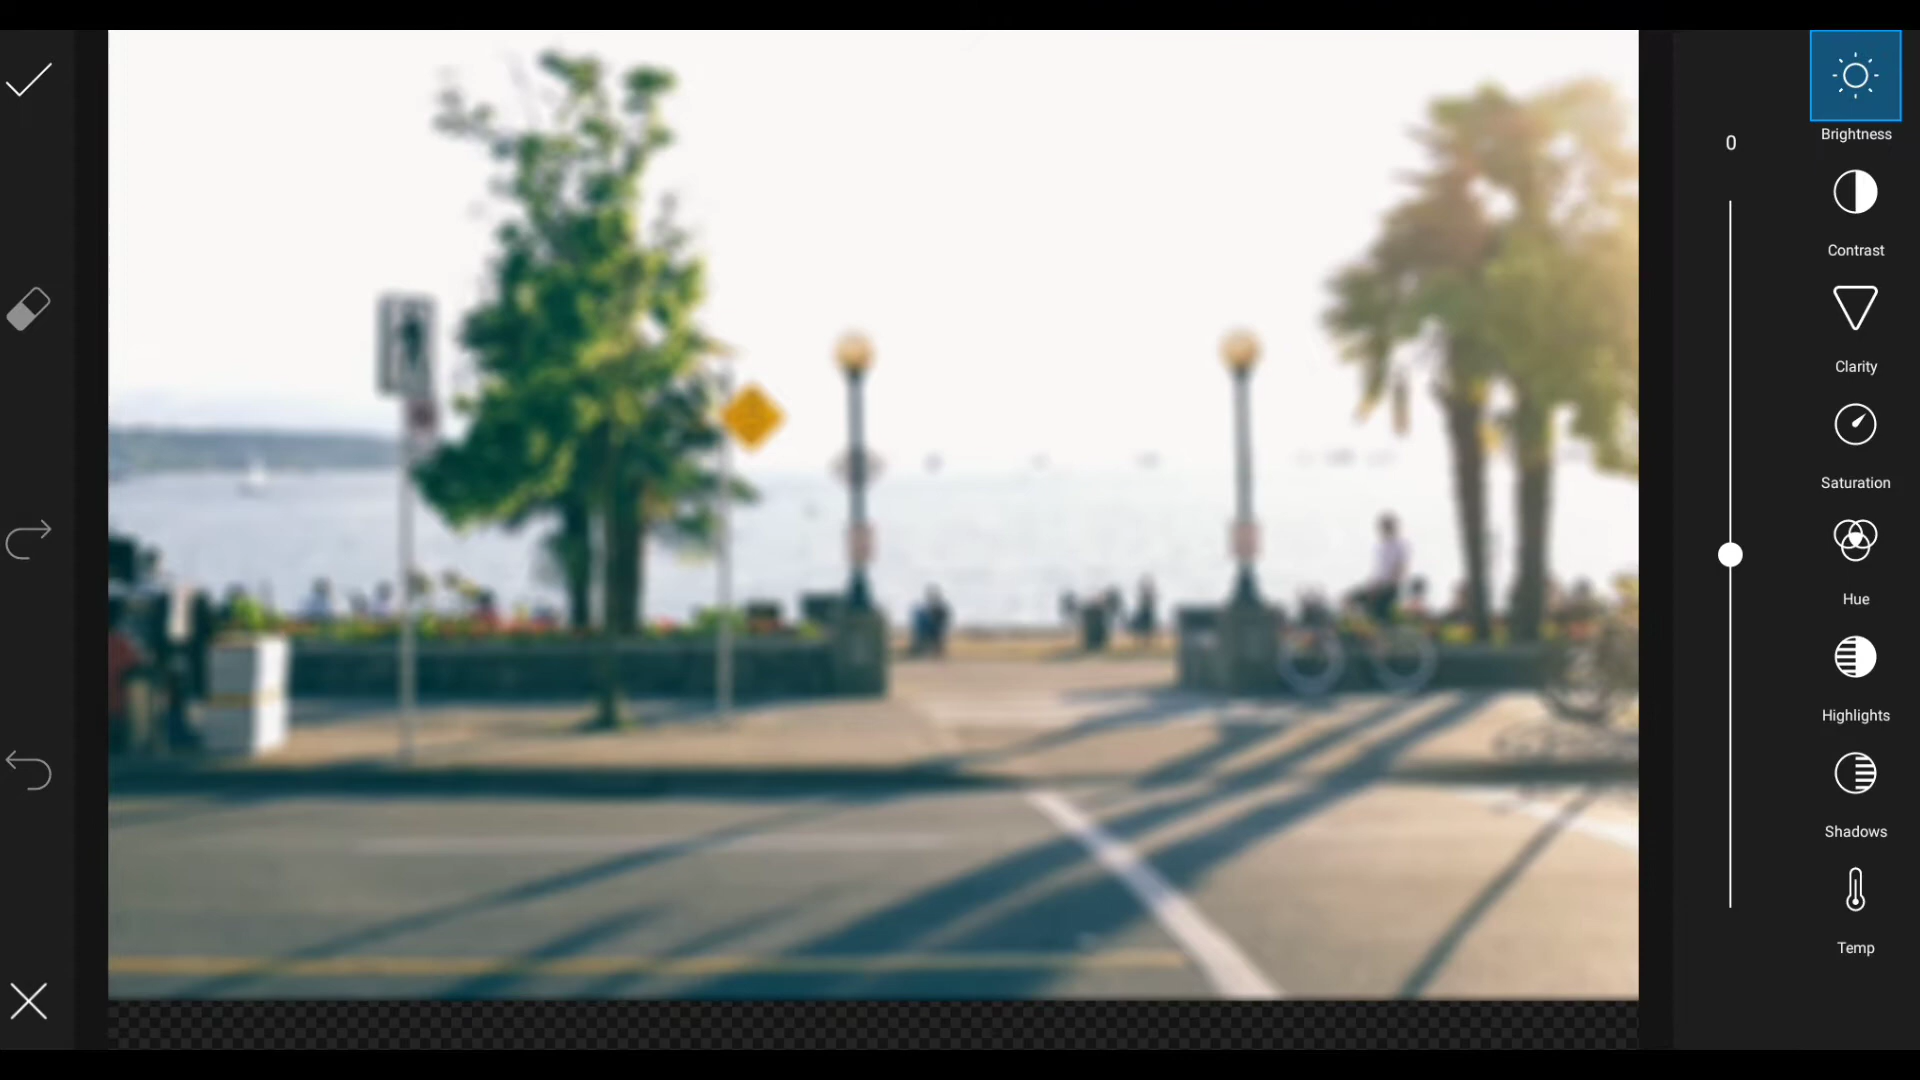 0
Brightness
Contrast
Clarity
Saturation
Hue
Highlights
Shadows
Temp